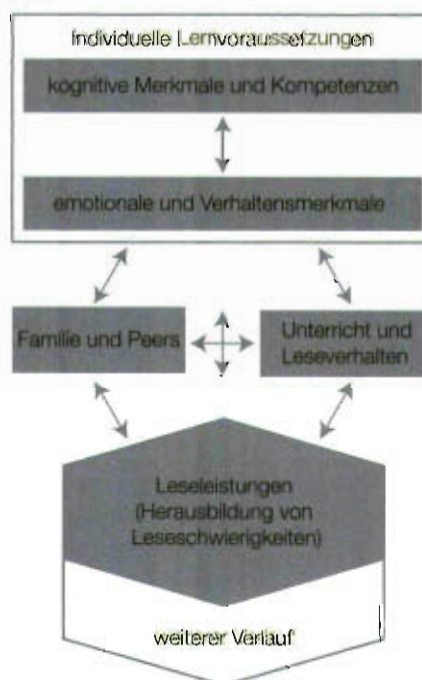 Individuelle Lernvoraussetzungen
kognitive Merkmale und Kompetenzen
emotionale und Verhaltensmerkmale
Familie und Peers
Unterricht und
Leseverhalten
Leseleistungen
(Herausbildung von
Leseschwierigkeiten)
weiterer Verlauf